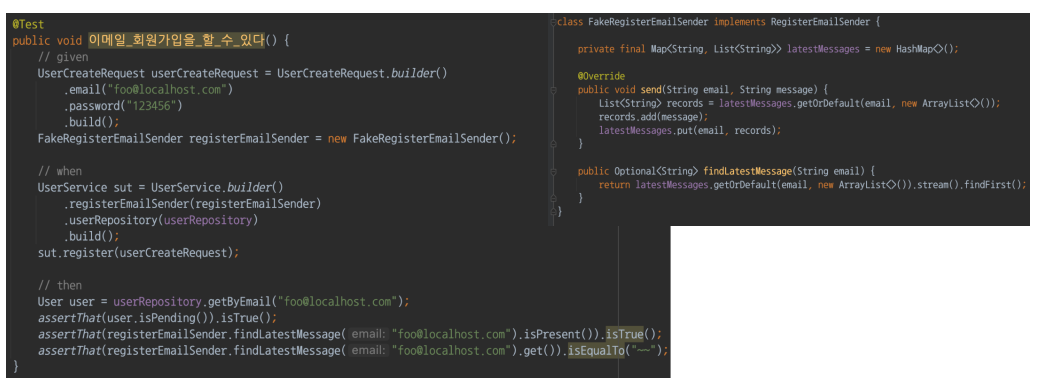 @Test
public void 이메일_회원가입을_할_수_있다() {
// given
UserCreateRequest userCreateRequest = UserCreateRequest.builder()
.email("foo@localhost.com")
.password("123456")
.build();
FakeRegisterEmailSender registerEmailSender = new FakeRegisterEmailSender();
// when
UserService sut = UserService.builder()
.registerEmailSender(registerEmailSender)
.userRepository(userRepository)
.build();
sut.register(userCreateRequest);
// then
User user = userRepository.getByEmail("foo@localhost.com");
assertThat(user.isPending()).isTrue();
assertThat(registerEmailSender.findLatestMessage( email: "foo@localhost.com").isPresent()).isTrue();
assertThat(registerEmailSender.findLatestMessage( email: "foo@localhost.com").get()).isEqualTo("~~");
}
class FakeRegisterEmailSender implements RegisterEmailSender {
private final Map<String, List<String>> latestMessages = new HashMap<>();
@Override
public void send(String email, String message) {
List<String> records = latestMessages.getOrDefault(email, new ArrayList<>());
records.add(message);
latestMessages.put(email, records);
}
public Optional<String> findLatestMessage(String email) {
return latestMessages.getOrDefault(email, new ArrayList<>()).stream().findFirst();
}
}